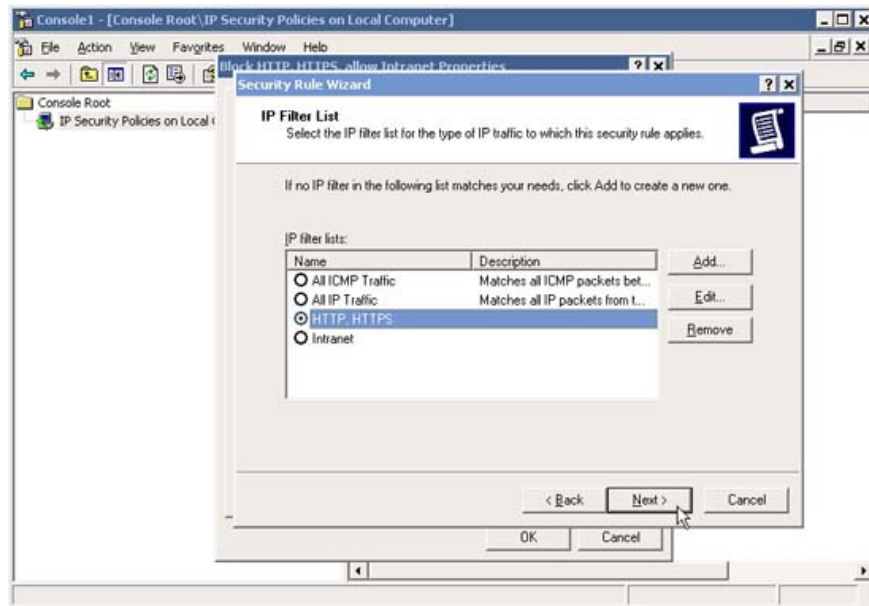 Console1 - [Console Root\IP Security Policies on Local Computer]
File Action View Favorites Window Help
Block HTTP, HTTPS, allow Intranet Properties
Security Rule Wizard
Console Root
IP Security Policies on Local
IP Filter List
Select the IP filter list for the type of IP traffic to which this security rule applies.
If no IP filter in the following list matches your needs, click Add to create a new one.
IP filter lists:
Name Description
All ICMP Traffic Matches all ICMP packets bet...
All IP Traffic Matches all IP packets from t...
HTTP, HTTPS
Intranet
Add...
Edit...
Remove
< Back Next > Cancel
OK Cancel